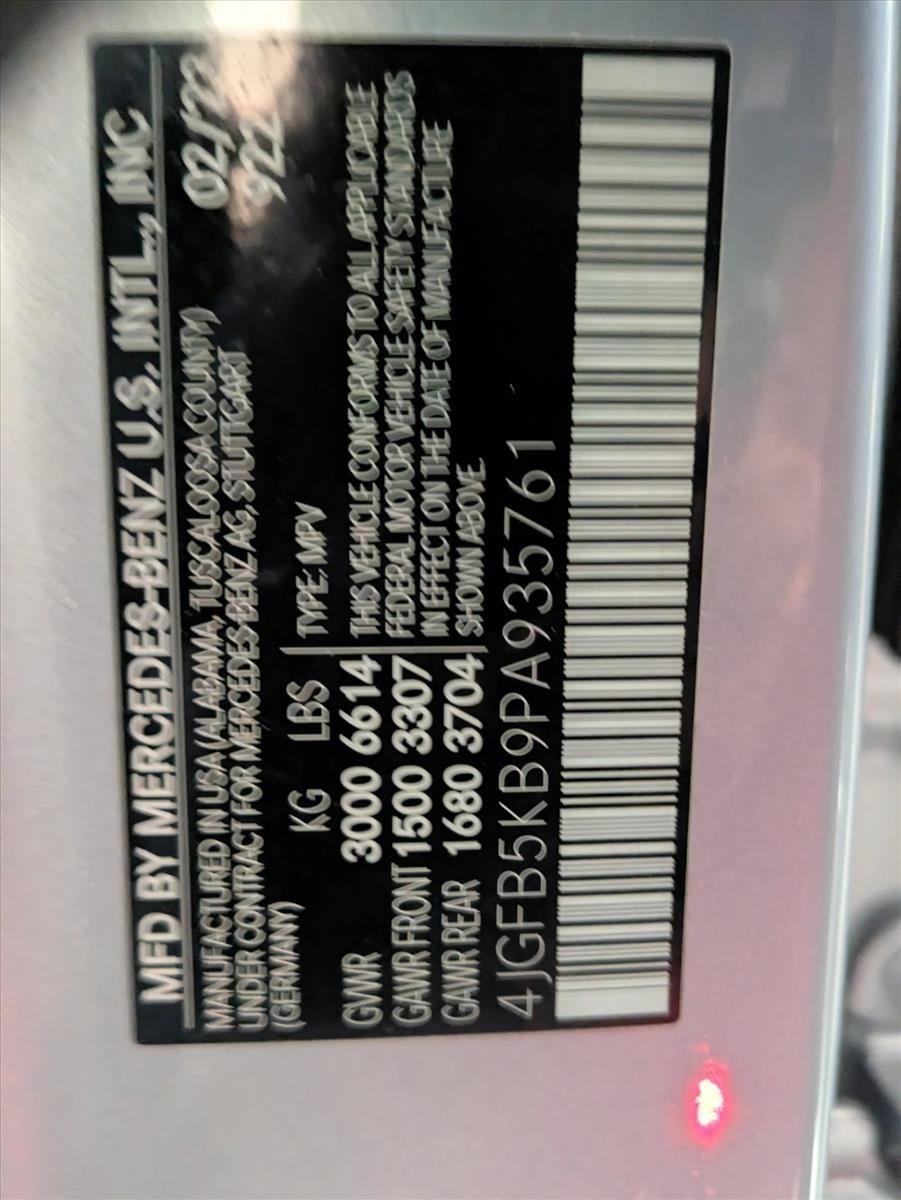 MFD BY MERCEDES-BENZ U.S. INTL., INC
MANUFACTURED IN USA (ALABAMA, TUSCALOOSA COUNTY) 02/23
UNDER CONTRACT FOR MERCEDES-BENZ AG, STUTTGART 922
(GERMANY)
KG LBS TYPE: MPV
GVWR 3000 6614 THIS VEHICLE CONFORMS TO ALL APPLICABLE
GAWR FRONT 1500 3307 FEDERAL MOTOR VEHICLE SAFETY STANDARDS
GAWR REAR 1680 3704 IN EFFECT ON THE DATE OF MANUFACTURE
SHOWN ABOVE.
4JGFB5KB9PA935761